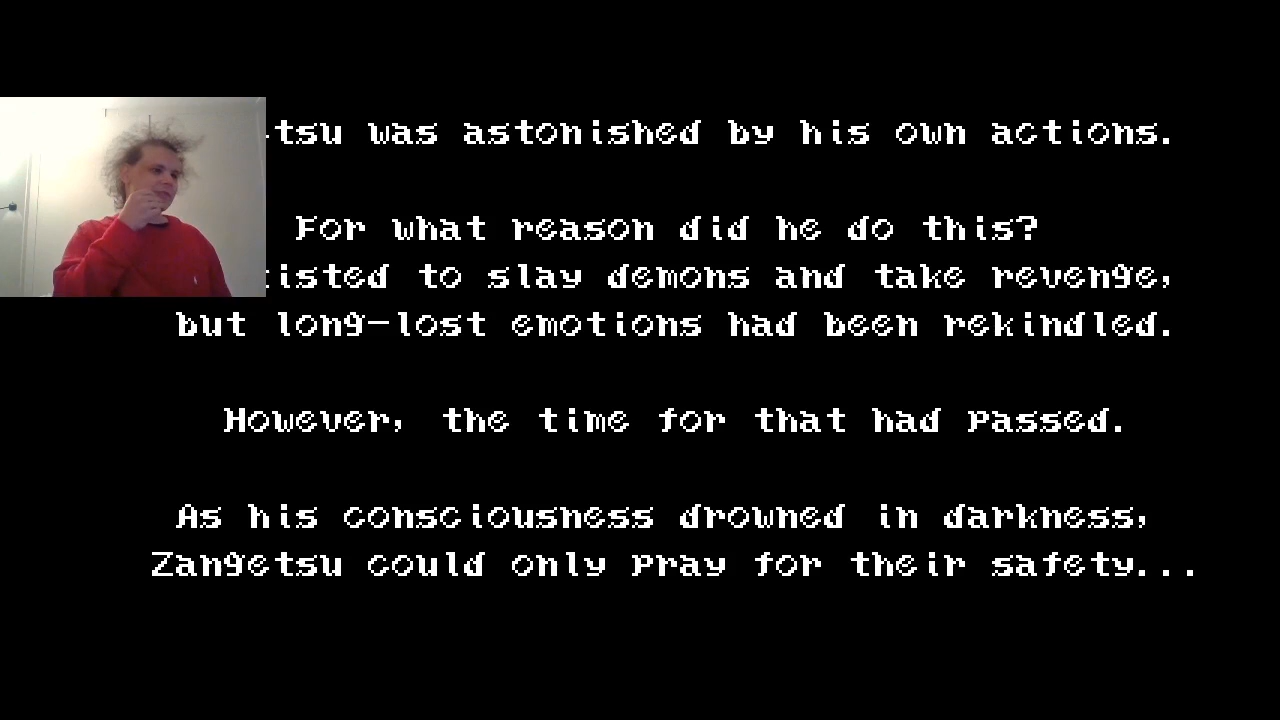 was astonished by his own actions.
For what reason did he do this?
to slay demons and take revenge,
but long-lost emotions had been rekindled.
However, the time for that had passed.
As his consciousness drowned in darkness,
Zangetsu could only pray for their safety...